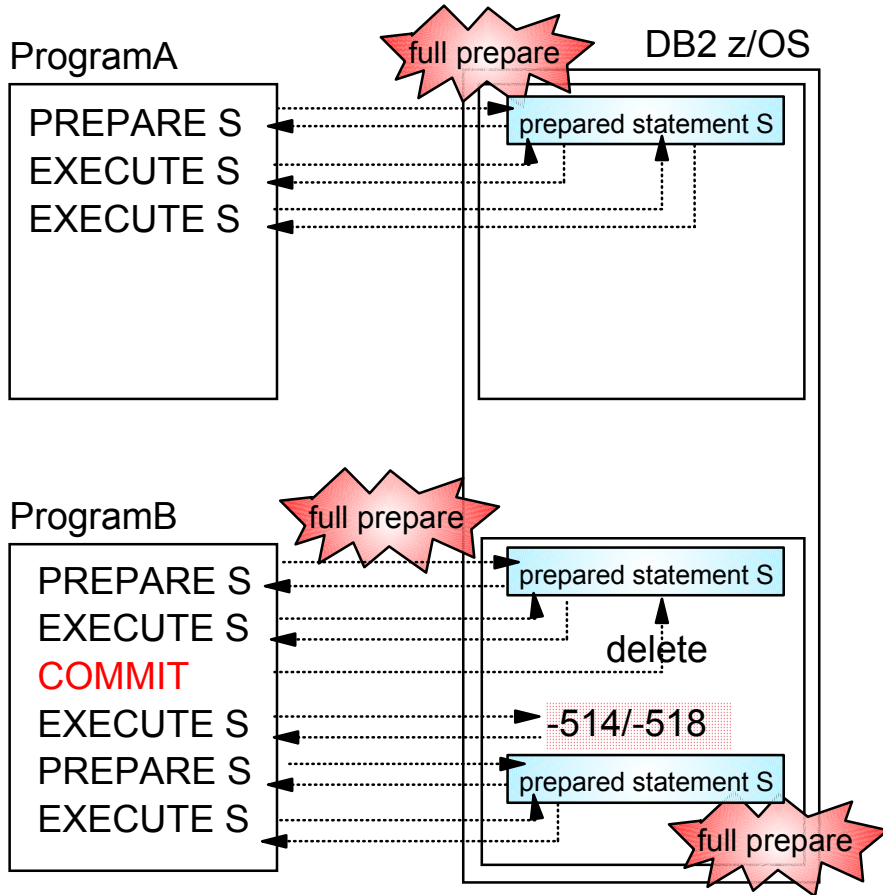 full prepare
DB2 z/OS
ProgramA
PREPARE S
prepared statement S
EXECUTE S
EXECUTE S
full prepare
ProgramB
PREPARE S
prepared statement S
EXECUTE S
delete
COMMIT
EXECUTE S
-514/-518
PREPARE S
prepared statement S
EXECUTE S
full prepare